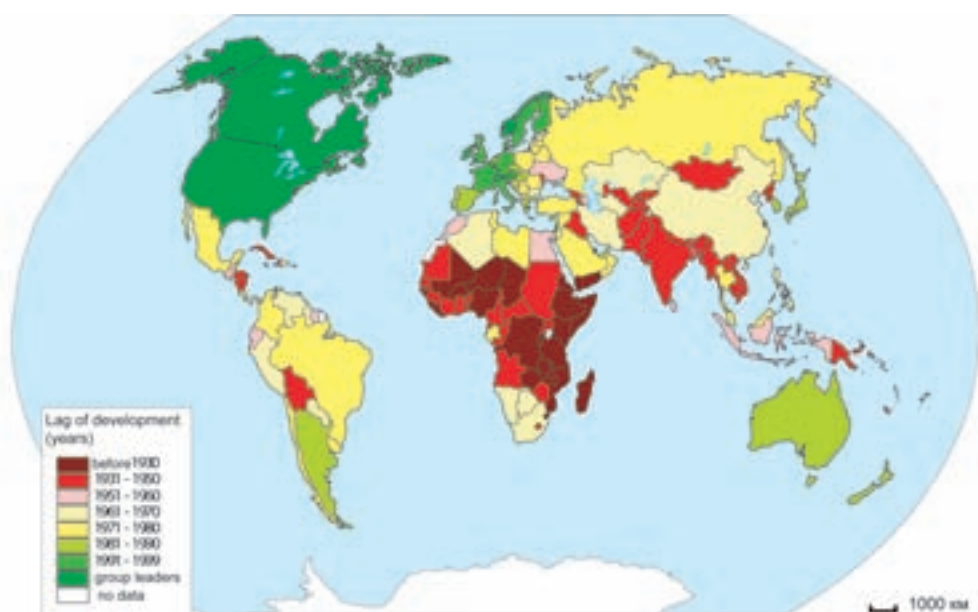 Lag of development
(years)
before 1930
1931 - 1950
1951 - 1960
1961 - 1970
1971 - 1980
1981 - 1990
1991 - 1999
group leaders
no data
1000 км